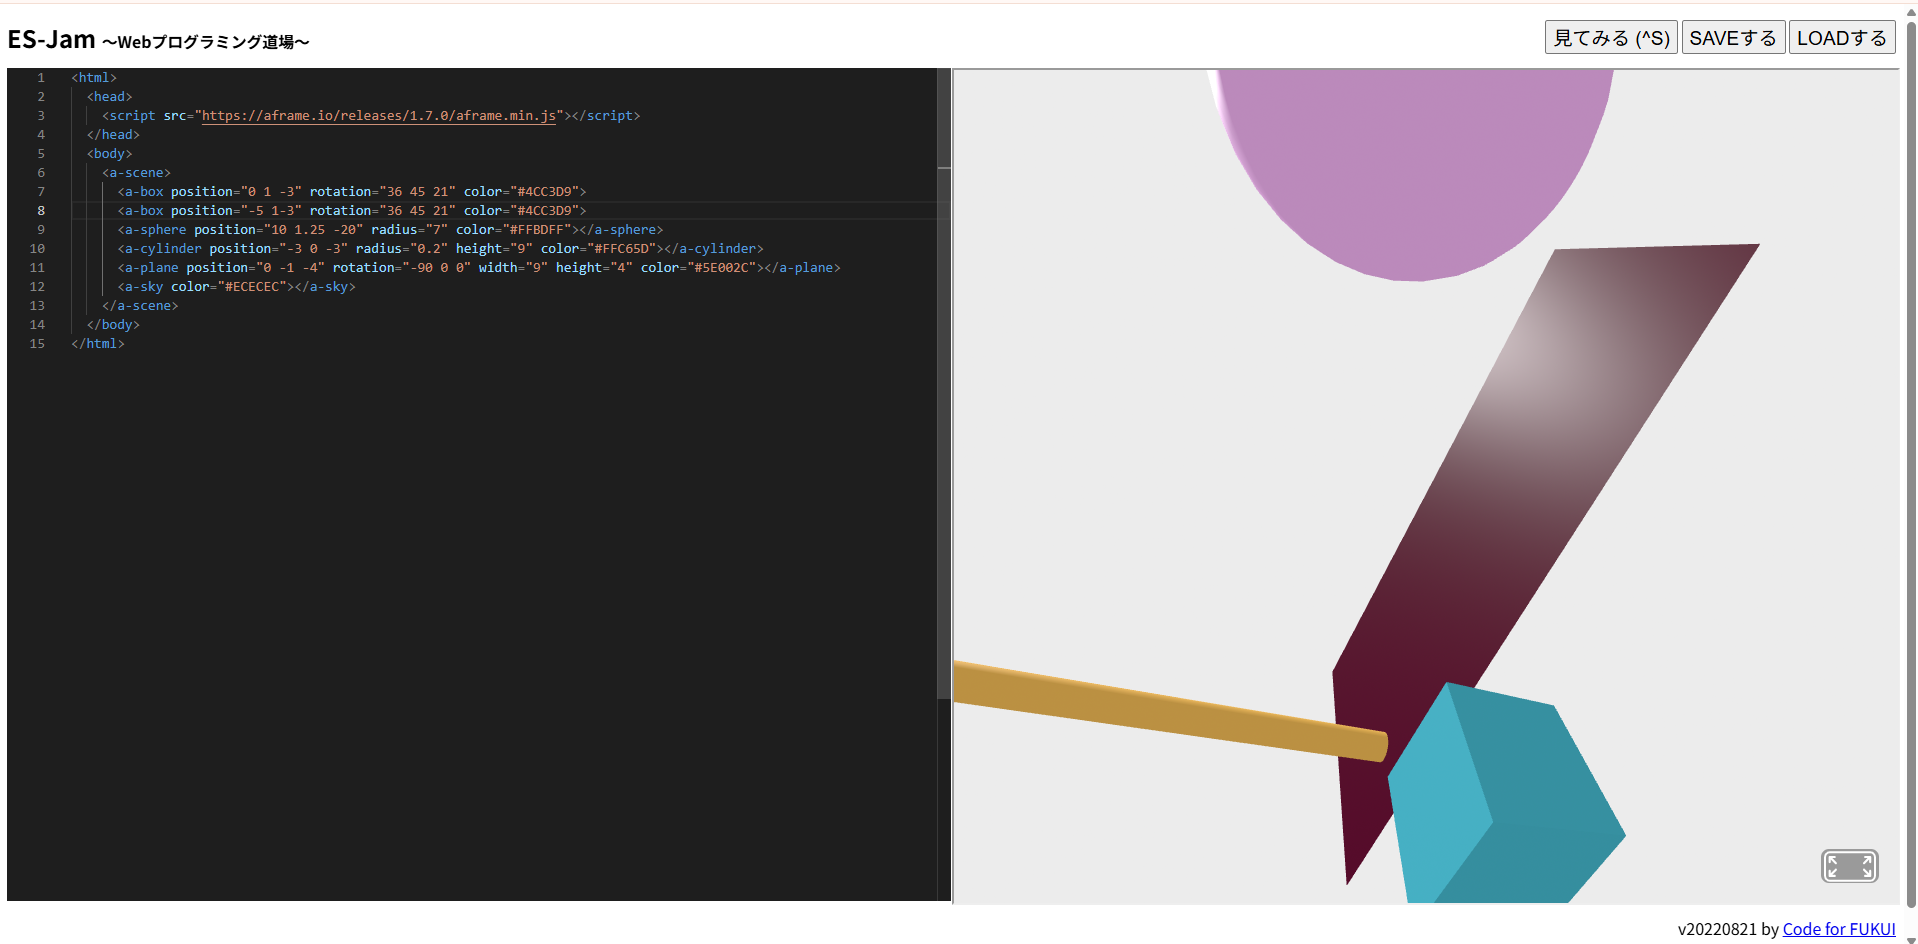 ES-Jam ～Webプログラミング道場～
見てみる (^S) SAVEする LOADする
1 <html>
2 <head>
3 <script src="https://aframe.io/releases/1.7.0/aframe.min.js"></script>
4 </head>
5 <body>
6 <a-scene>
7 <a-box position="0 1 -3" rotation="36 45 21" color="#4CC3D9">
8 <a-box position="-5 1-3" rotation="36 45 21" color="#4CC3D9">
9 <a-sphere position="10 1.25 -20" radius="7" color="#FFBDFF"></a-sphere>
10 <a-cylinder position="-3 0 -3" radius="0.2" height="9" color="#FFC65D"></a-cylinder>
11 <a-plane position="0 -1 -4" rotation="-90 0 0" width="9" height="4" color="#5E002C"></a-plane>
12 <a-sky color="#ECECEC"></a-sky>
13 </a-scene>
14 </body>
15 </html>
v20220821 by Code for FUKUI